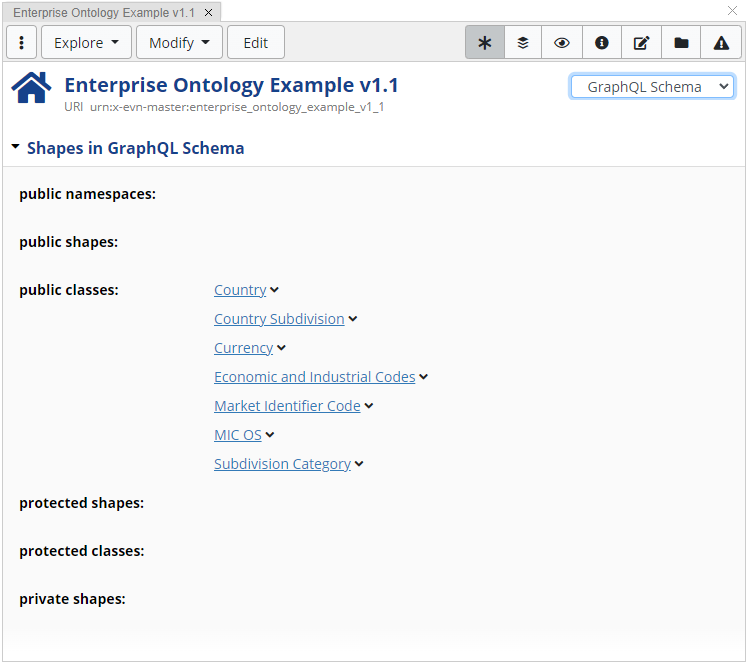 Enterprise Ontology Example v1.1
Explore Modify Edit
Enterprise Ontology Example v1.1 GraphQL Schema
URI urn:x-evn-master:enterprise_ontology_example_v1_1
Shapes in GraphQL Schema
public namespaces:
public shapes:
public classes: Country
Country Subdivision
Currency
Economic and Industrial Codes
Market Identifier Code
MIC OS
Subdivision Category
protected shapes:
protected classes:
private shapes: